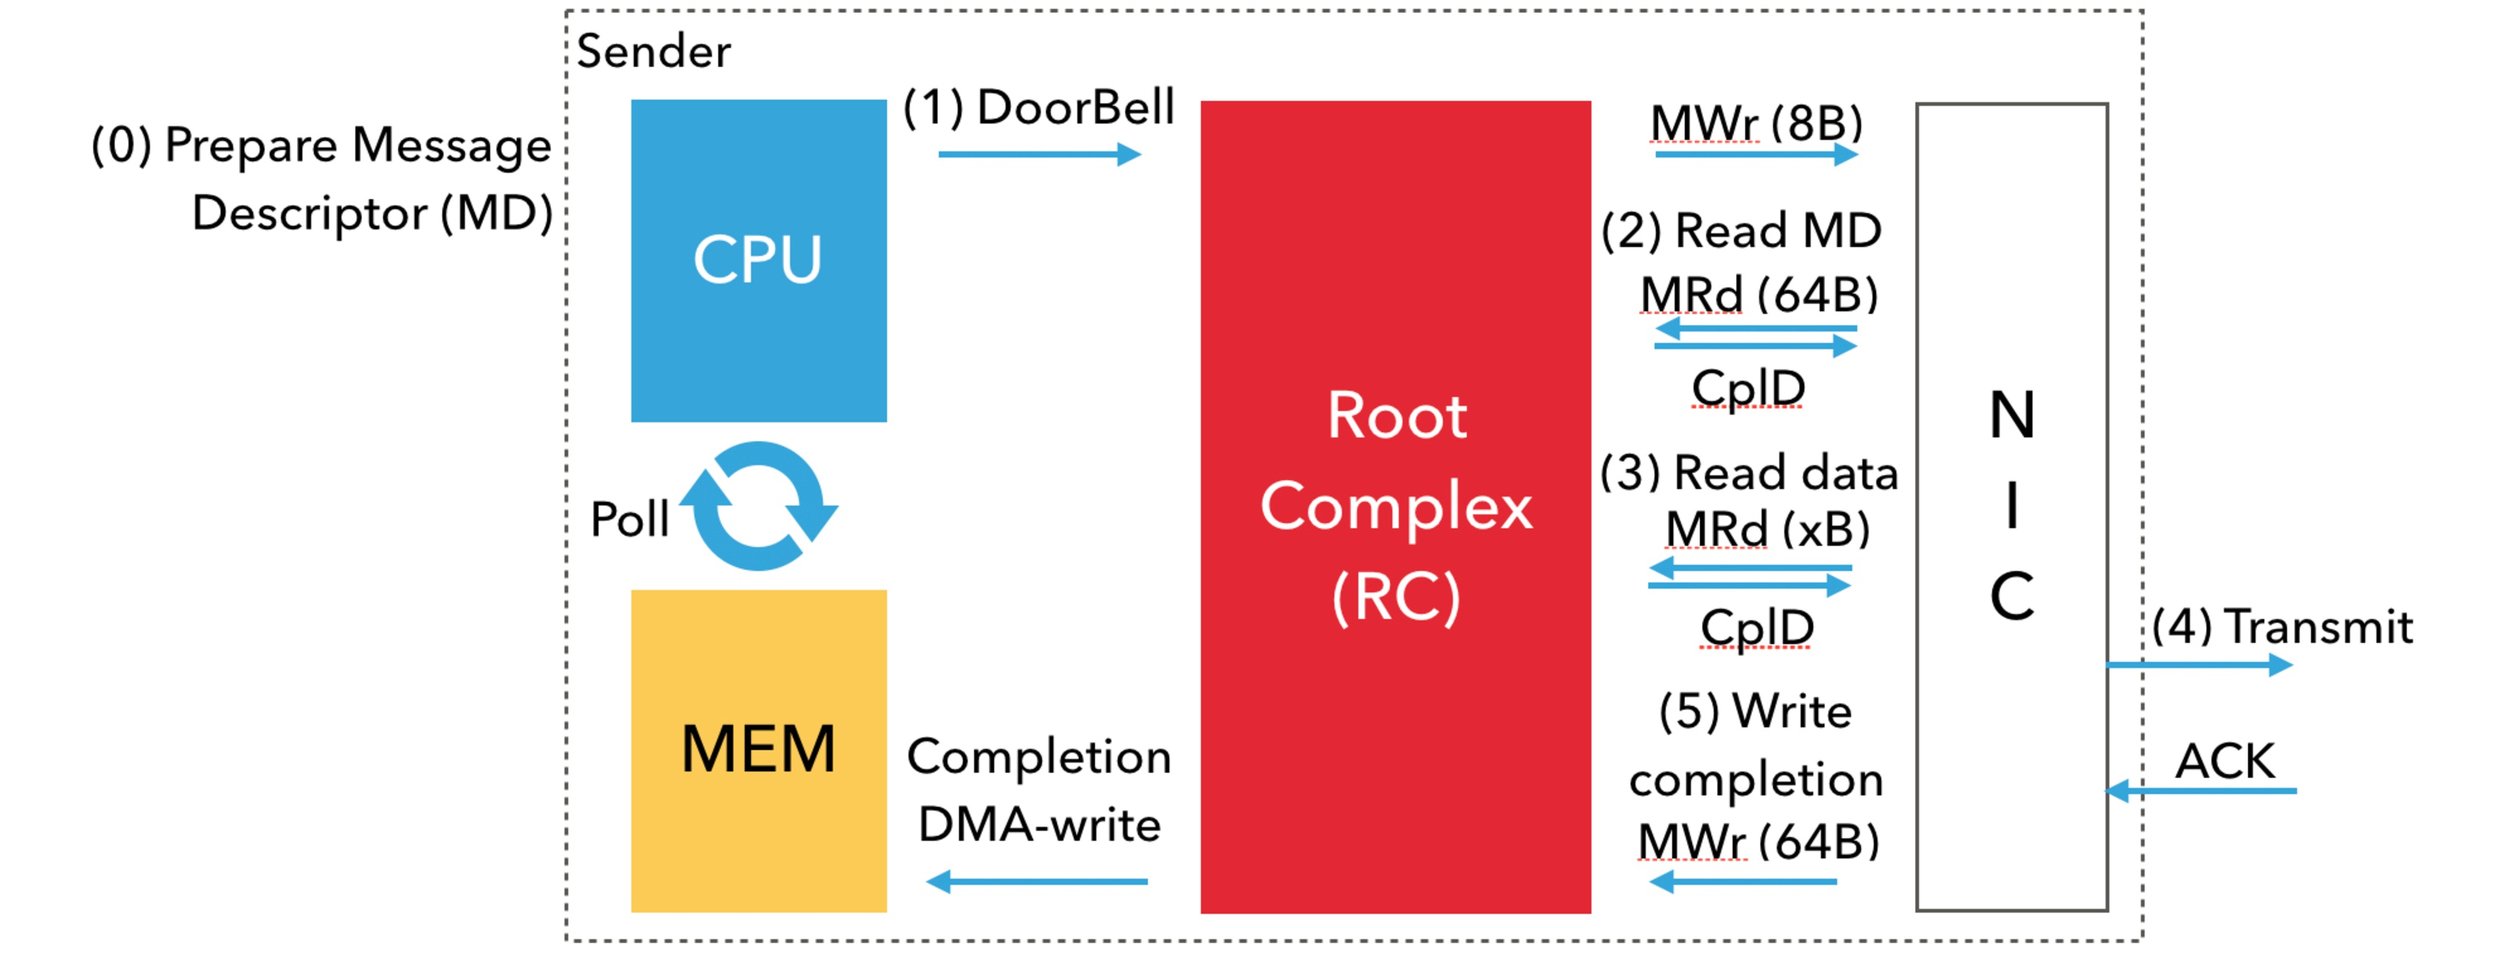 Sender
(0) Prepare Message
Descriptor (MD)
CPU
(1) DoorBell
Poll
MEM
Completion
DMA-write
Root
Complex
(RC)
MWr (8B)
(2) Read MD
MRd (64B)
CplD
(3) Read data
MRd (xB)
CplD
(5) Write
completion
MWr (64B)
N
I
C
(4) Transmit
ACK